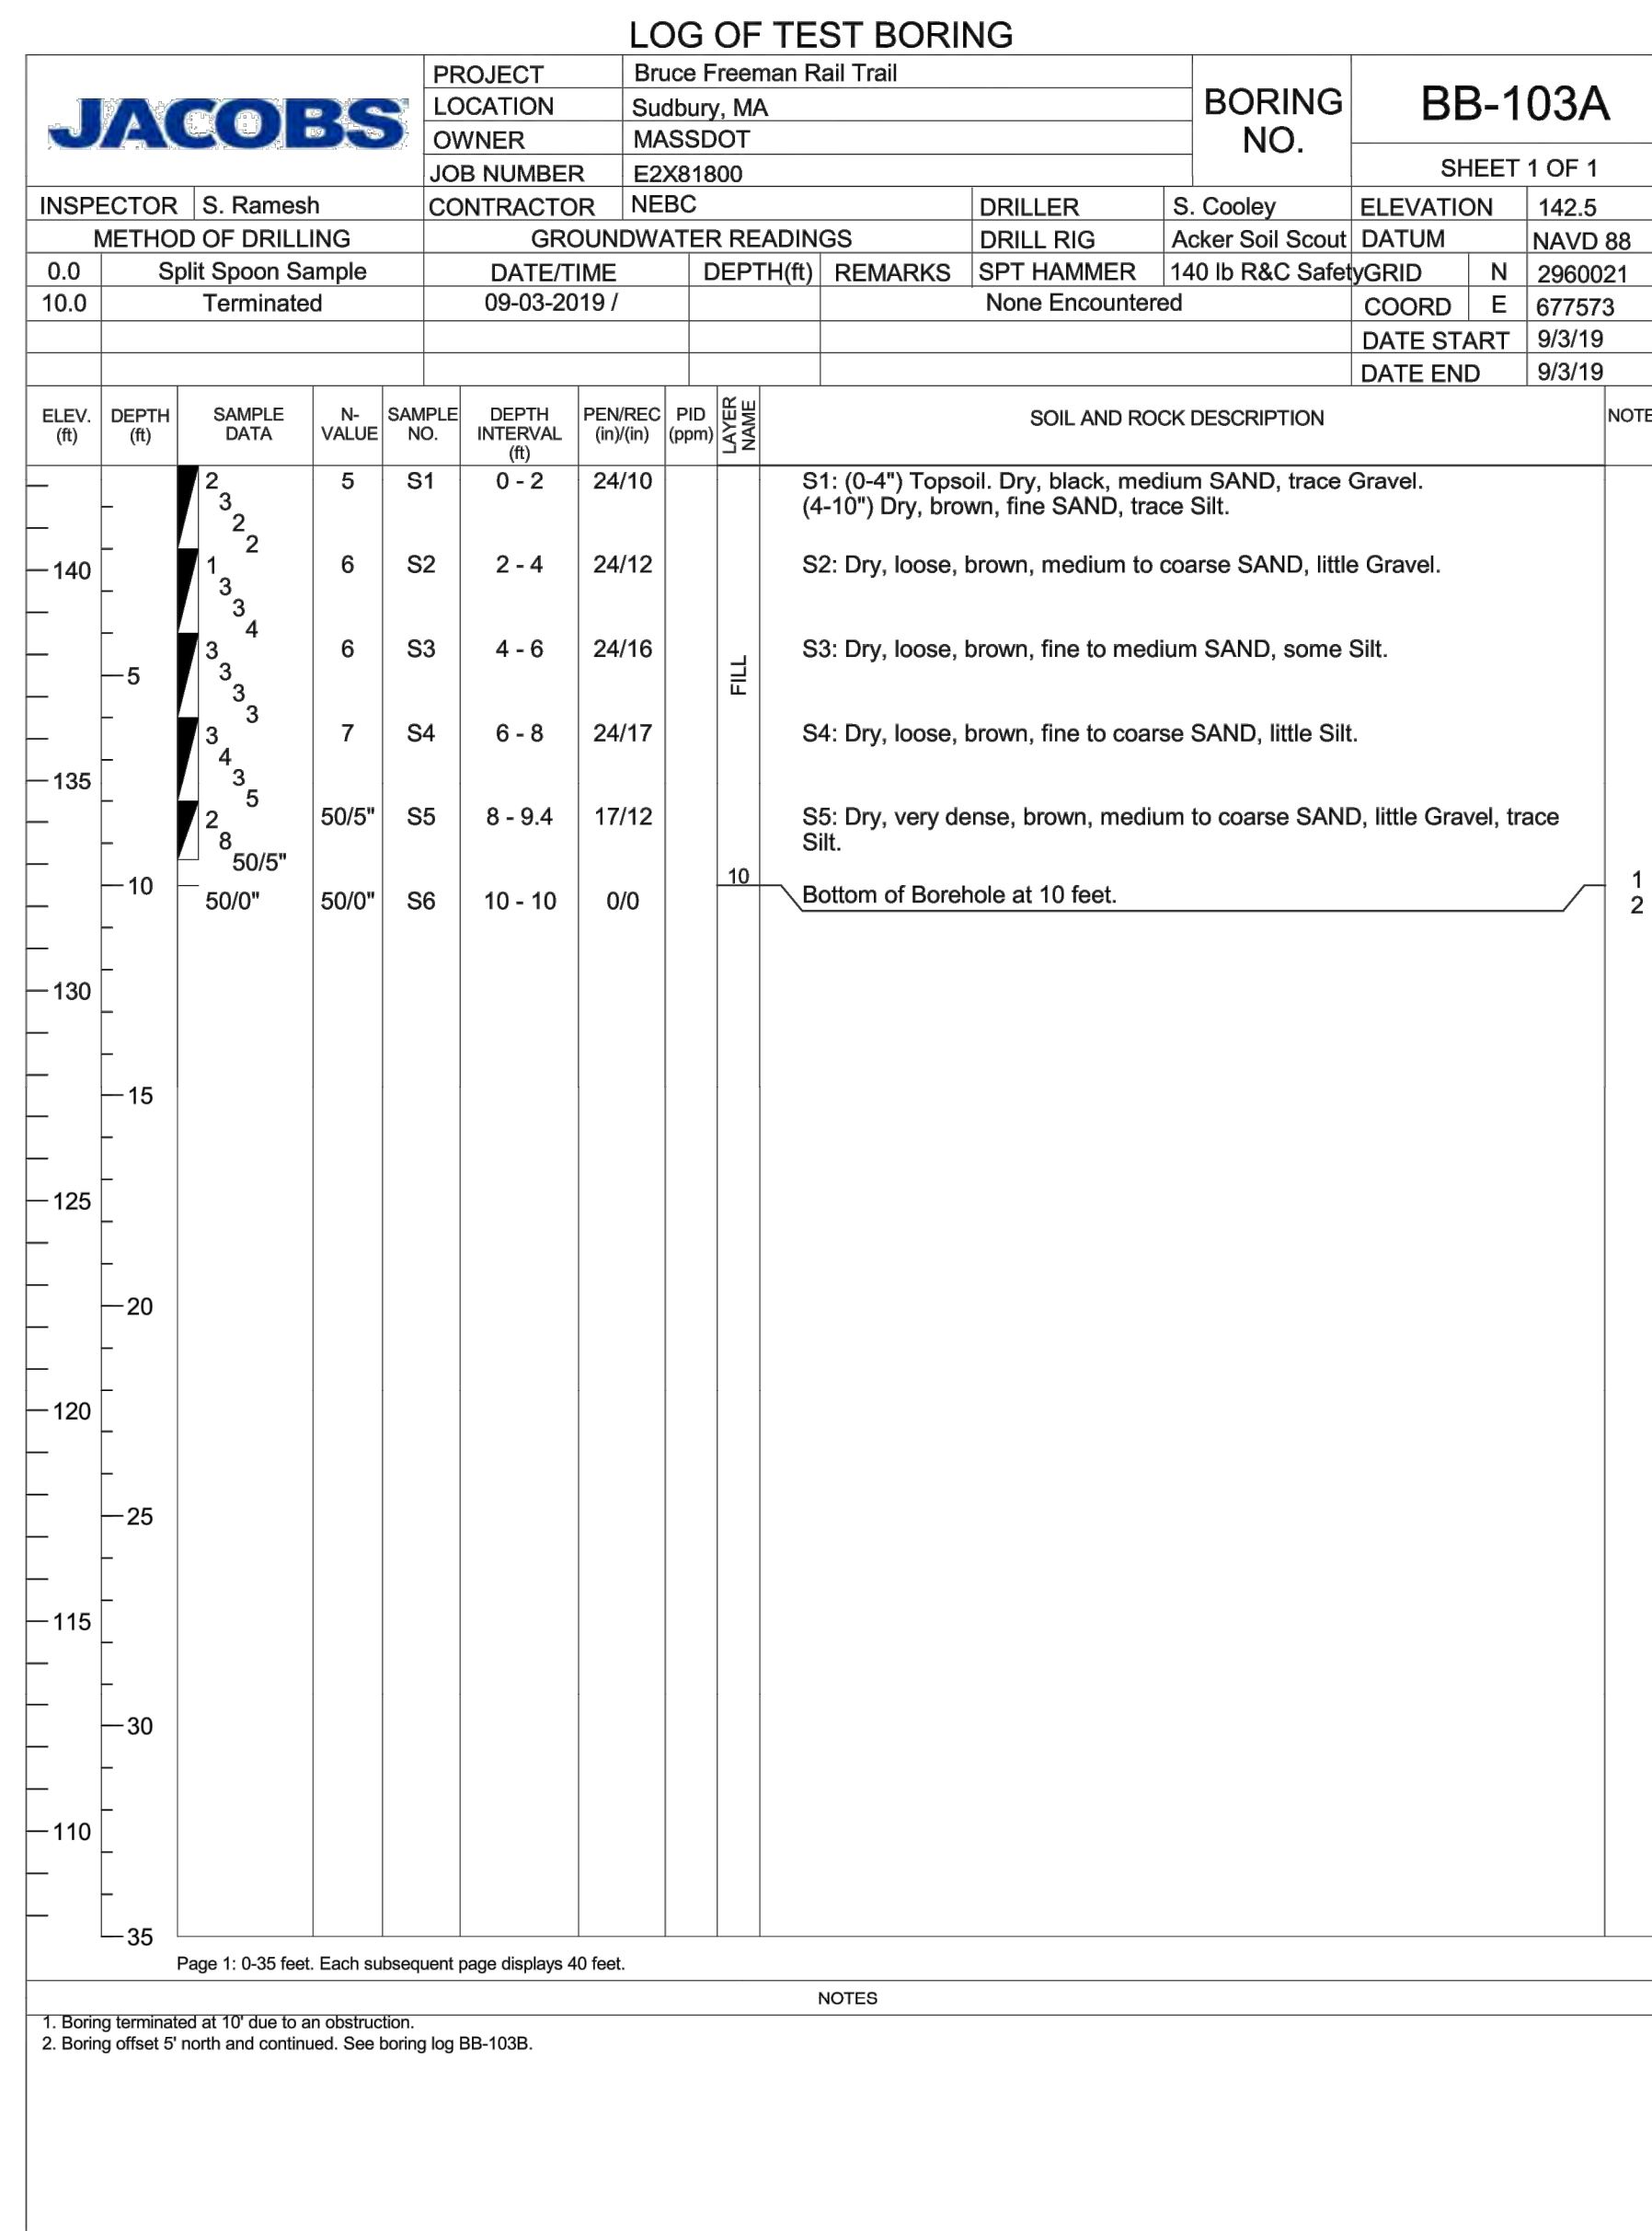 LOG OF TEST BORING
JACOBS
PROJECT Bruce Freeman Rail Trail
LOCATION Sudbury, MA
OWNER MASSDOT
JOB NUMBER E2X81800
BORING NO. BB-103A
SHEET 1 OF 1
INSPECTOR S. Ramesh CONTRACTOR NEBC DRILLER S. Cooley ELEVATION 142.5
METHOD OF DRILLING GROUNDWATER READINGS DRILL RIG Acker Soil Scout DATUM NAVD 88
0.0 Split Spoon Sample DATE/TIME DEPTH(ft) REMARKS SPT HAMMER 140 lb R&C Safety GRID N 2960021
10.0 Terminated 09-03-2019 / None Encountered COORD E 677573
DATE START 9/3/19
DATE END 9/3/19
ELEV. (ft) DEPTH (ft) SAMPLE DATA N-VALUE SAMPLE NO. DEPTH INTERVAL (ft) PEN/REC (in)/(in) PID (ppm) LAYER NAME SOIL AND ROCK DESCRIPTION NOTE
2 3 2 2 5 S1 0 - 2 24/10 S1: (0-4") Topsoil. Dry, black, medium SAND, trace Gravel.
(4-10") Dry, brown, fine SAND, trace Silt.
140 1 3 3 4 6 S2 2 - 4 24/12 S2: Dry, loose, brown, medium to coarse SAND, little Gravel.
5 3 3 3 3 6 S3 4 - 6 24/16 FILL S3: Dry, loose, brown, fine to medium SAND, some Silt.
135 3 4 3 5 7 S4 6 - 8 24/17 S4: Dry, loose, brown, fine to coarse SAND, little Silt.
2 8 50/5" 50/5" S5 8 - 9.4 17/12 S5: Dry, very dense, brown, medium to coarse SAND, little Gravel, trace
Silt.
10 50/0" 50/0" S6 10 - 10 0/0 10 Bottom of Borehole at 10 feet. 1
2
130
15
125
20
120
25
115
30
110
35
Page 1: 0-35 feet. Each subsequent page displays 40 feet.
NOTES
1. Boring terminated at 10' due to an obstruction.
2. Boring offset 5' north and continued. See boring log BB-103B.